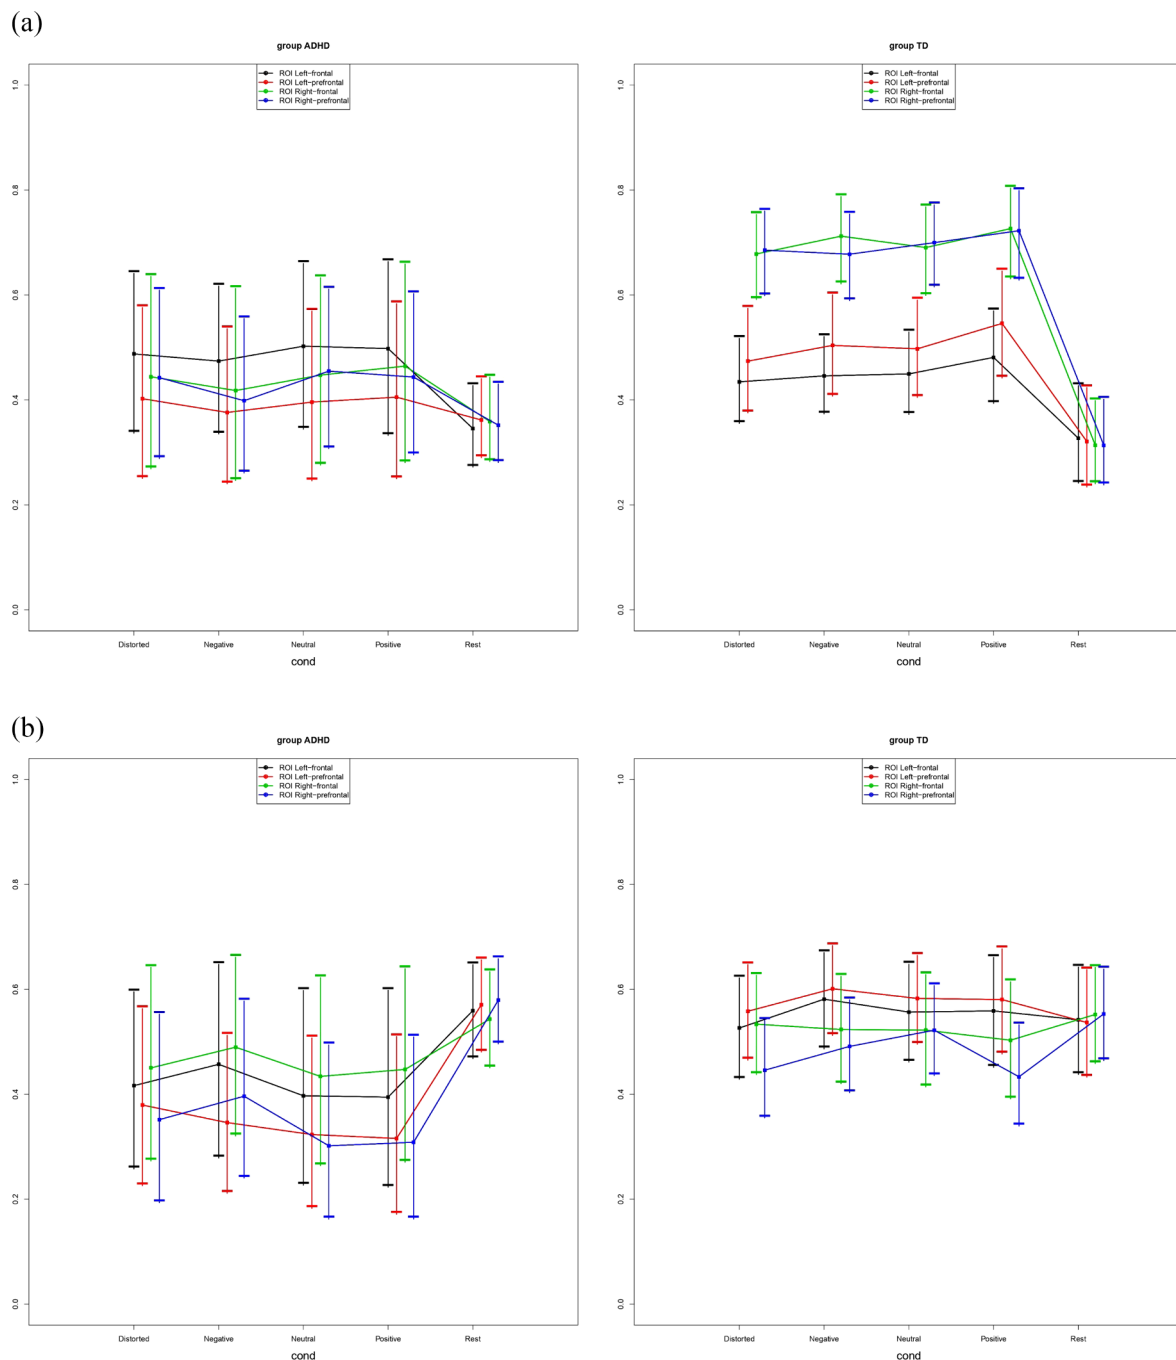 (a)
group ADHD
ROI Left-frontal
ROI Left-prefrontal
ROI Right-frontal
ROI Right-prefrontal
1.0
0.8
0.6
0.4
0.2
0.0
Distorted Negative Neutral Positive Rest
cond
group TD
ROI Left-frontal
ROI Left-prefrontal
ROI Right-frontal
ROI Right-prefrontal
1.0
0.8
0.6
0.4
0.2
0.0
Distorted Negative Neutral Positive Rest
cond
(b)
group ADHD
ROI Left-frontal
ROI Left-prefrontal
ROI Right-frontal
ROI Right-prefrontal
1.0
0.8
0.6
0.4
0.2
0.0
Distorted Negative Neutral Positive Rest
cond
group TD
ROI Left-frontal
ROI Left-prefrontal
ROI Right-frontal
ROI Right-prefrontal
1.0
0.8
0.6
0.4
0.2
0.0
Distorted Negative Neutral Positive Rest
cond